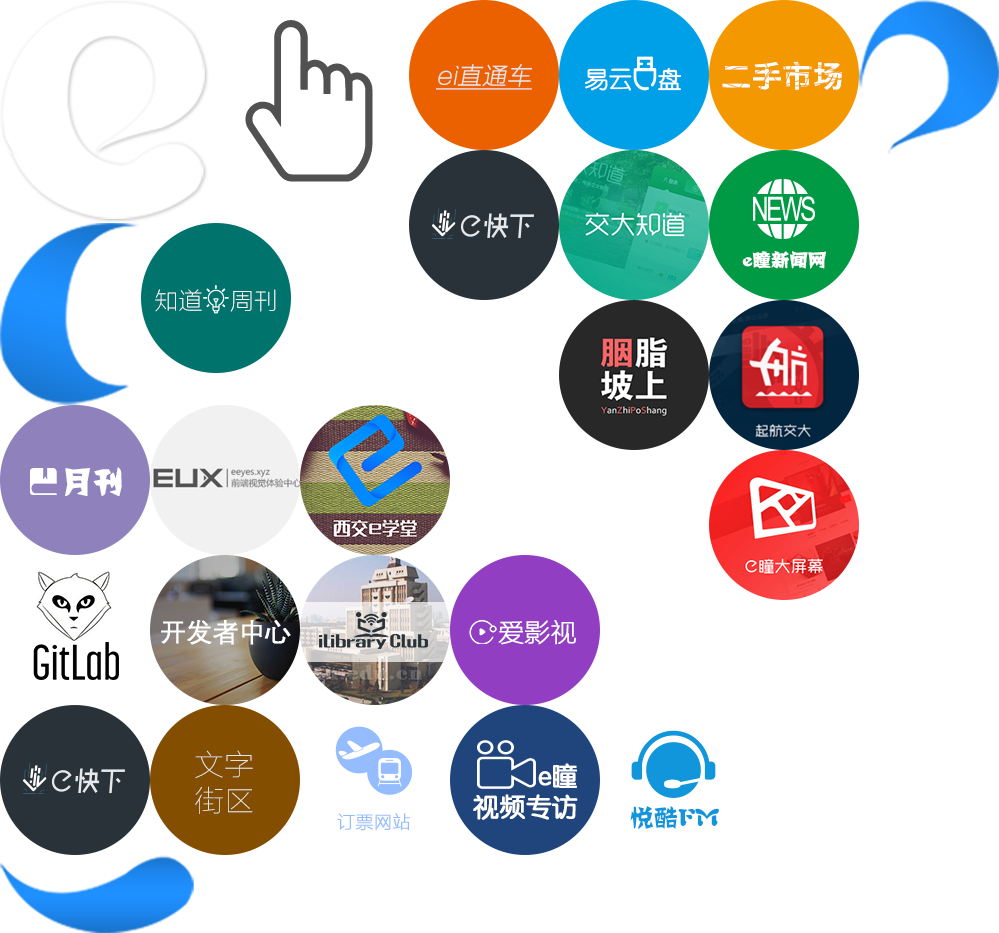 ei直通车
易云U盘
二手市场
e快下
交大知道
NEWS
e瞳新闻网
知道周刊
胭脂
坡上
YanZhiPoShang
航
起航交大
月刊
EUX
eeyes.xyz
前端视觉体验中心
西交e学堂
e瞳大屏幕
GitLab
开发者中心
iLibrary Club
爱影视
e快下
文字
街区
订票网站
e瞳
视频专访
悦酷FM